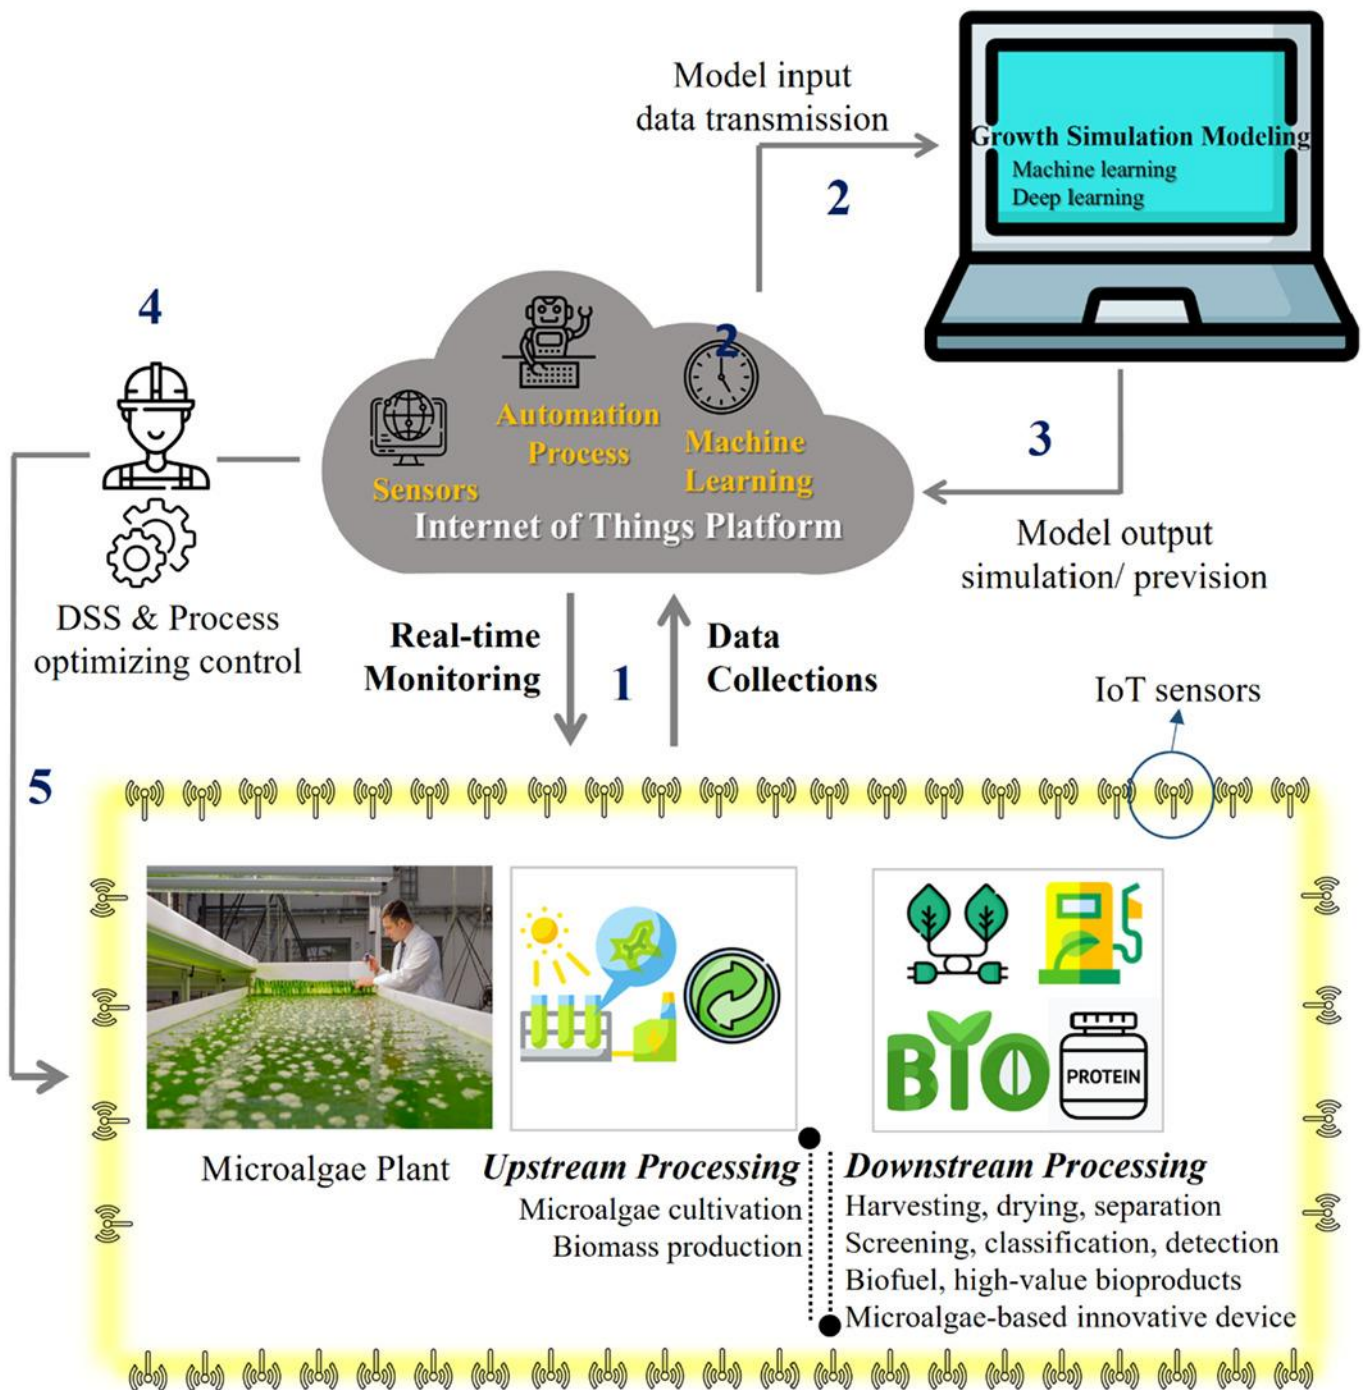 Model input
data transmission
2
Growth Simulation Modeling
Machine learning
Deep learning
4
2
Automation
Process
Machine
Learning
Sensors
Internet of Things Platform
3
Model output
simulation/ prevision
DSS & Process
optimizing control
Real-time
Monitoring
1
Data
Collections
IoT sensors
5
BIO
PROTEIN
Microalgae Plant
Upstream Processing
Microalgae cultivation
Biomass production
Downstream Processing
Harvesting, drying, separation
Screening, classification, detection
Biofuel, high-value bioproducts
Microalgae-based innovative device